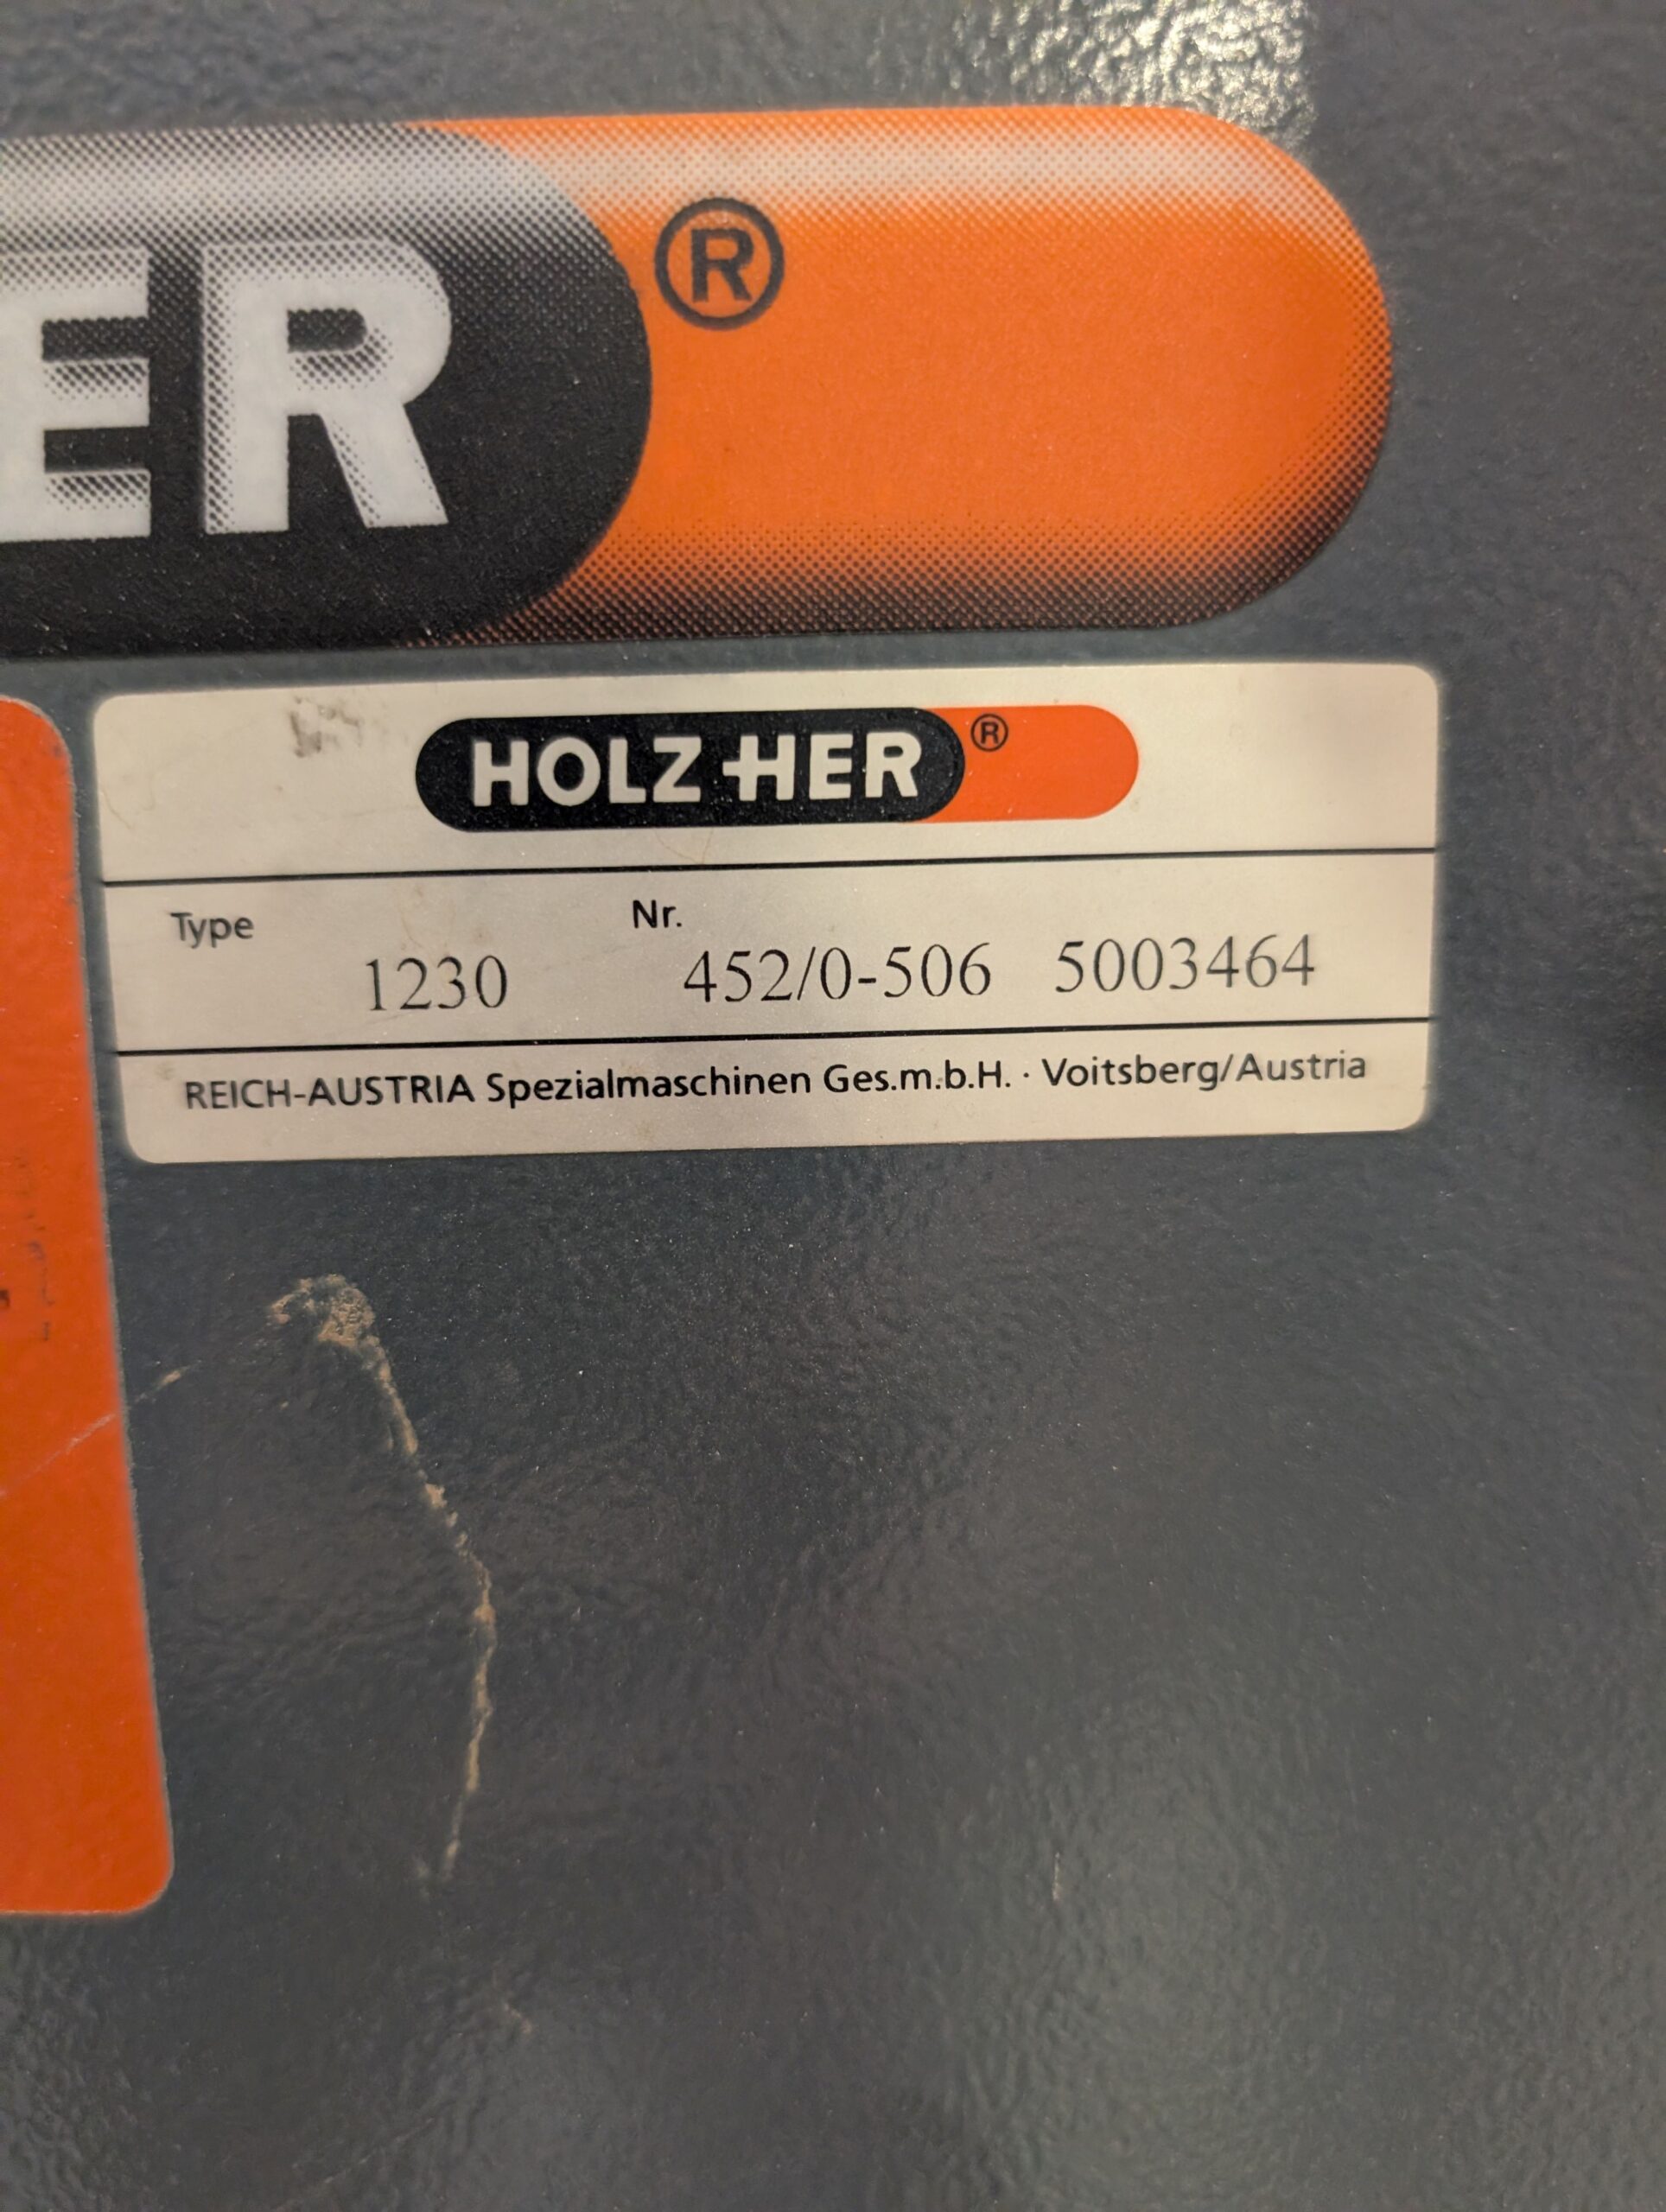 ER ®
HOLZ-HER ®
Type Nr.
1230 452/0-506 5003464
REICH-AUSTRIA Spezialmaschinen Ges.m.b.H. · Voitsberg/Austria